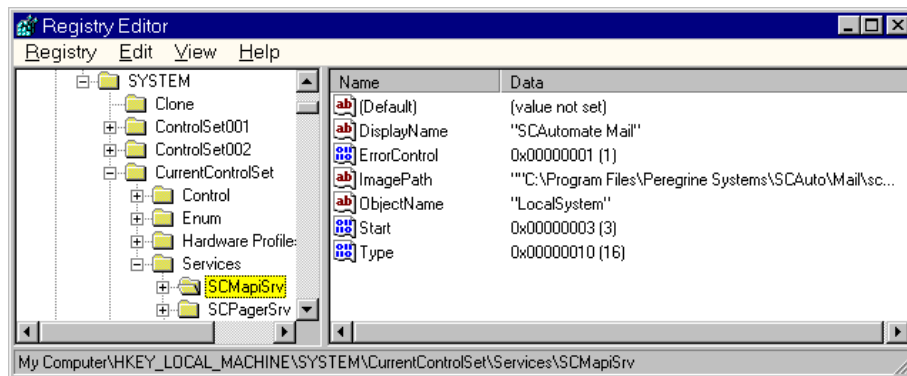 Registry Editor
Registry Edit View Help
SYSTEM
Clone
ControlSet001
ControlSet002
CurrentControlSet
Control
Enum
Hardware Profile
Services
SCMapiSrv
SCPagerSrv
Name Data
(Default) (value not set)
DisplayName "SCAutomate Mail"
ErrorControl 0x00000001 (1)
ImagePath ""C:\Program Files\Peregrine Systems\SCAuto\Mail\sc...
ObjectName "LocalSystem"
Start 0x00000003 (3)
Type 0x00000010 (16)
My Computer\HKEY_LOCAL_MACHINE\SYSTEM\CurrentControlSet\Services\SCMapiSrv